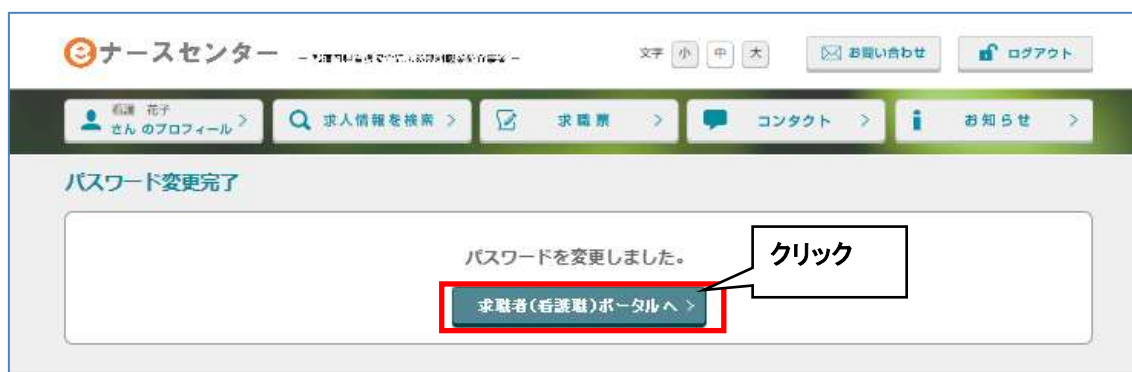 eナースセンター
文字 小 中 大 お問い合わせ ログアウト
看護 花子
さん のプロフィール > 求人情報を検索 > 求職票 > コンタクト > お知らせ >
パスワード変更完了
パスワードを変更しました。
クリック
求職者(看護職)ポータルへ >